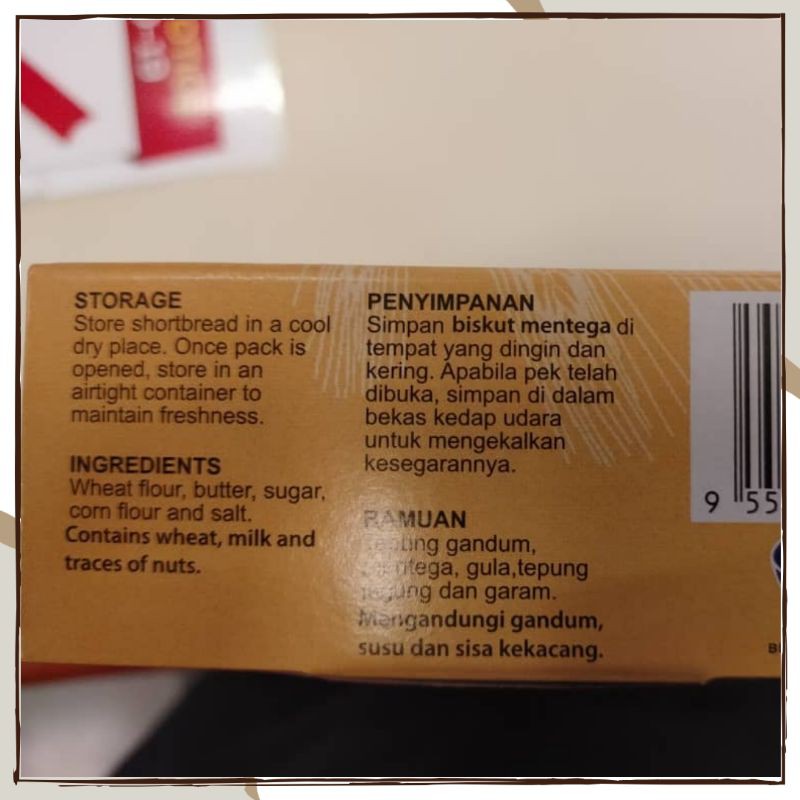 STORAGE
Store shortbread in a cool
dry place. Once pack is
opened, store in an
airtight container to
maintain freshness.
INGREDIENTS
Wheat flour, butter, sugar,
corn flour and salt.
Contains wheat, milk and
traces of nuts.
PENYIMPANAN
Simpan biskut mentega di
tempat yang dingin dan
kering. Apabila pek telah
dibuka, simpan di dalam
bekas kedap udara
untuk mengekalkan
kesegarannya.
RAMUAN
tepung gandum,
mentega, gula,tepung
jagung dan garam.
Mengandungi gandum,
susu dan sisa kekacang.
9 55